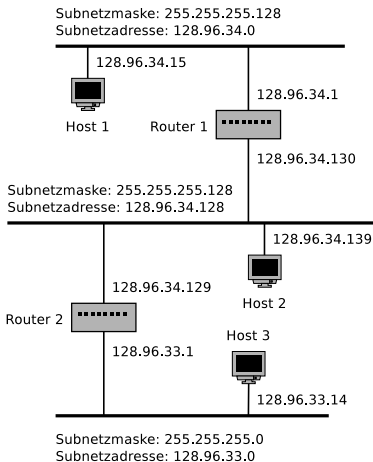 Subnetzmaske: 255.255.255.128
Subnetzadresse: 128.96.34.0
128.96.34.15
128.96.34.1
Host 1
Router 1
128.96.34.130
Subnetzmaske: 255.255.255.128
Subnetzadresse: 128.96.34.128
128.96.34.139
128.96.34.129
Host 2
Router 2
Host 3
128.96.33.1
128.96.33.14
Subnetzmaske: 255.255.255.0
Subnetzadresse: 128.96.33.0